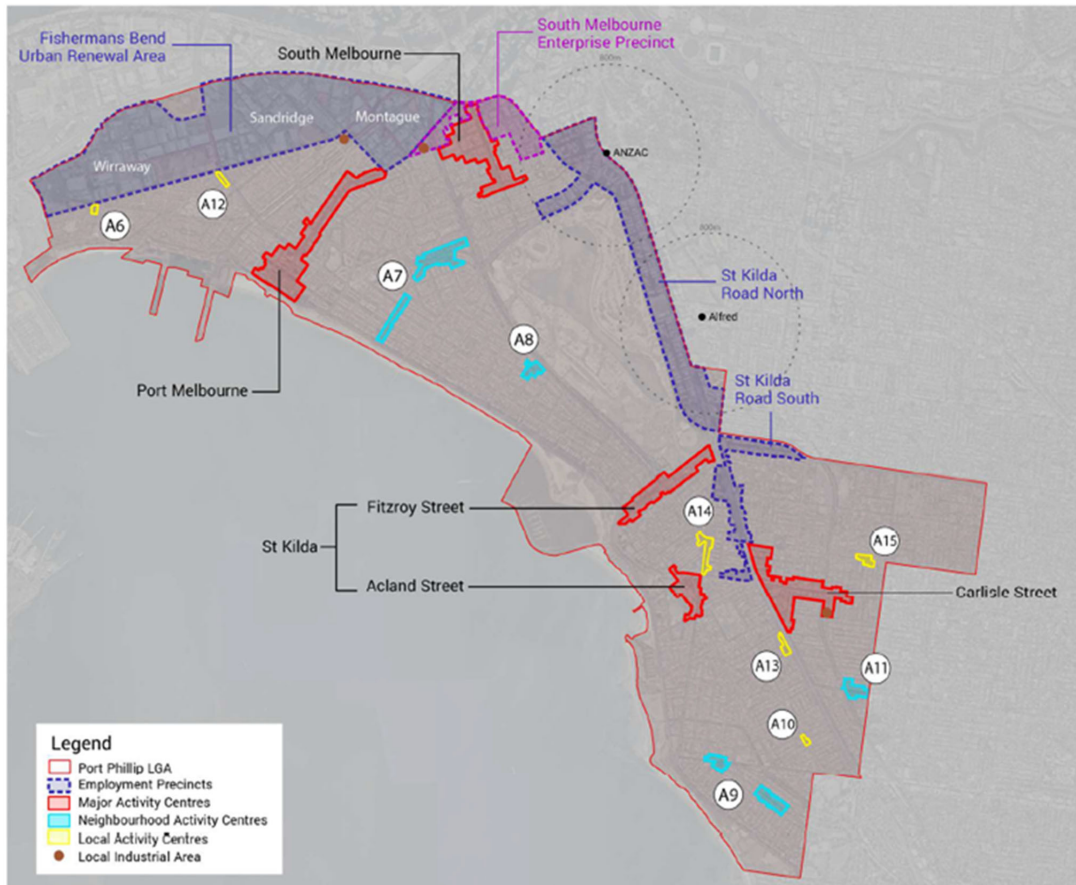 South Melbourne
Enterprise Precinct
Fishermans Bend
Urban Renewal Area
South Melbourne
800m
Sandridge
Montague
Wirraway
ANZAC
A12
A6
A7
800m
St Kilda
Road North
Alfred
A8
Port Melbourne
St Kilda
Road South
Fitzroy Street
A14
A15
St Kilda
Acland Street
Carlisle Street
A13
A11
A10
A9
Legend
Port Phillip LGA
Employment Precincts
Major Activity Centres
Neighbourhood Activity Centres
Local Activity Centres
Local Industrial Area